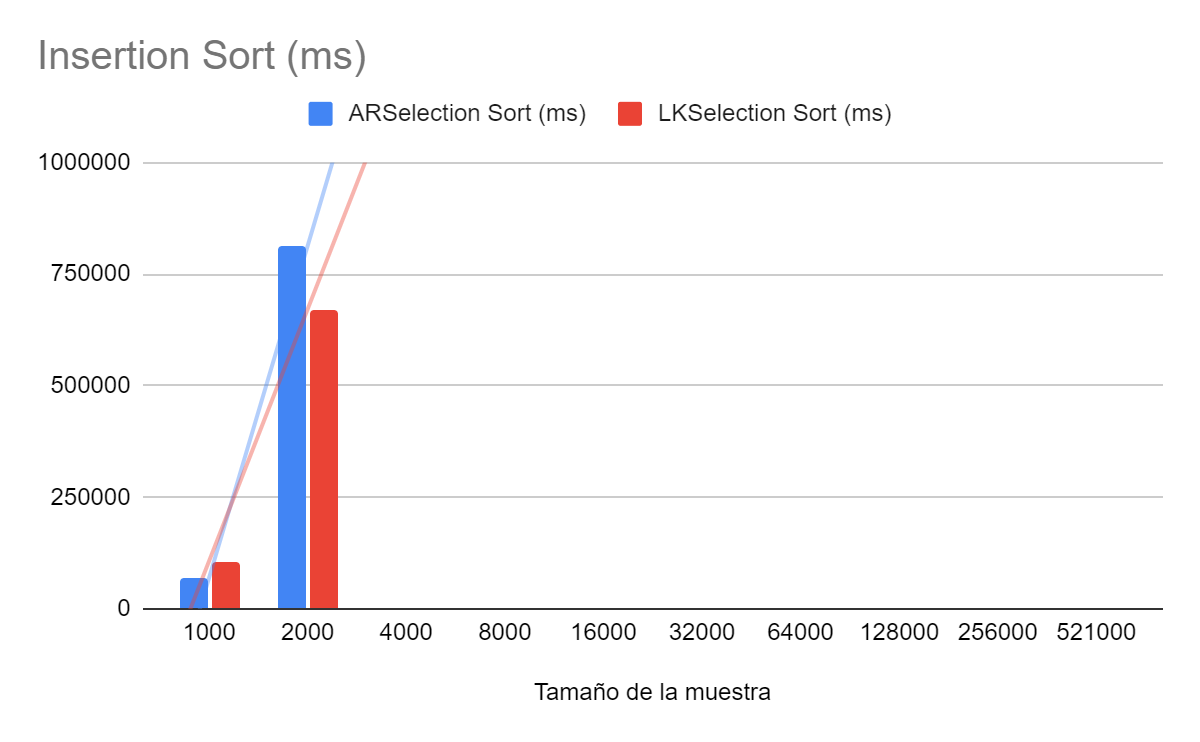 Insertion Sort (ms)
ARSelection Sort (ms) LKSelection Sort (ms)
1000000
750000
500000
250000
0
1000 2000 4000 8000 16000 32000 64000 128000 256000 521000
Tamaño de la muestra